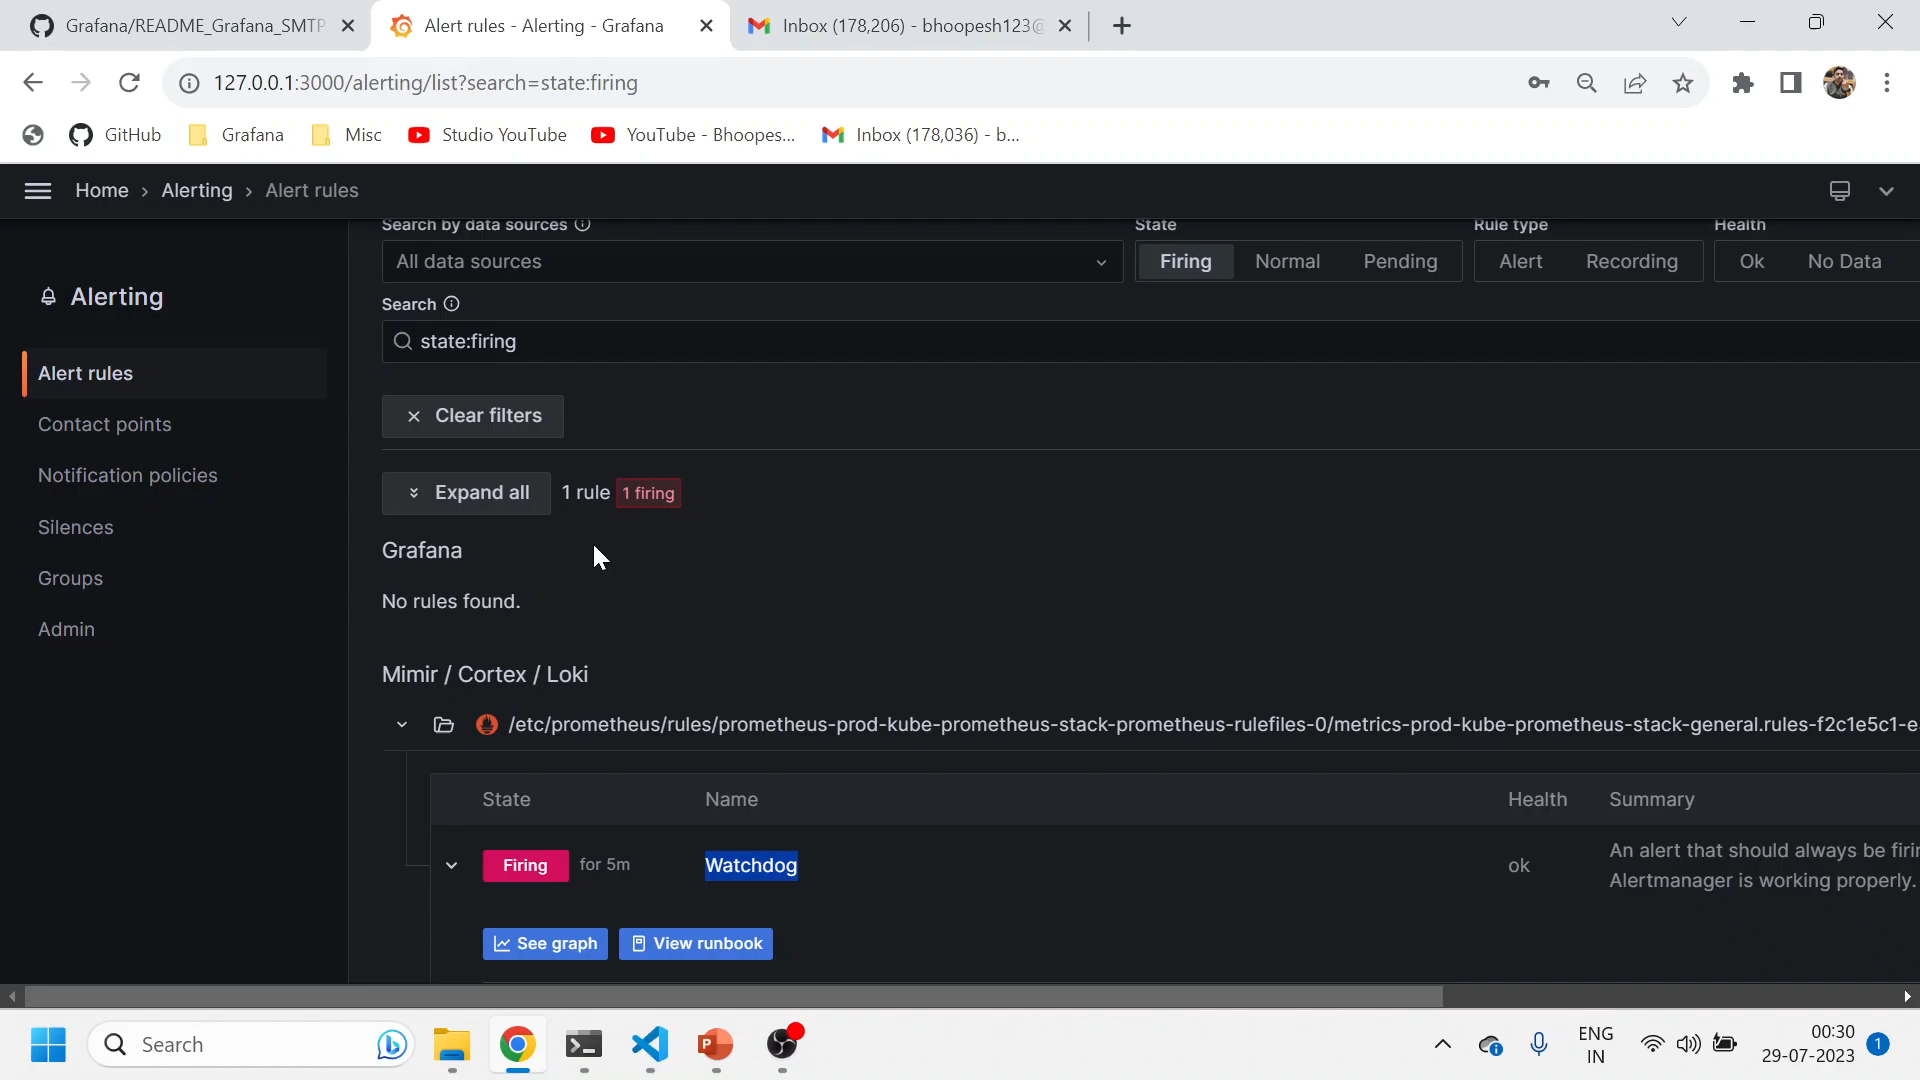 Grafana/README_Grafana_SMTP
Alert rules - Alerting - Grafana
Inbox (178,206) - bhoopesh123@
127.0.0.1:3000/alerting/list?search=state:firing
GitHub
Grafana
Misc
Studio YouTube
YouTube - Bhoopes...
Inbox (178,036) - b...
Home › Alerting › Alert rules
Search by data sources
State
Rule type
Health
All data sources
Firing
Normal
Pending
Alert
Recording
Ok
No Data
Alerting
Search
state:firing
Alert rules
Contact points
Notification policies
Silences
Groups
Admin
Clear filters
Expand all
1 rule
1 firing
Grafana
No rules found.
Mimir / Cortex / Loki
/etc/prometheus/rules/prometheus-prod-kube-prometheus-stack-prometheus-rulefiles-0/metrics-prod-kube-prometheus-stack-general.rules-f2c1e5c1-e
State
Name
Health
Summary
Firing
for 5m
Watchdog
ok
An alert that should always be firin
Alertmanager is working properly.
See graph
View runbook
Search
ENG
IN
00:30
29-07-2023
1